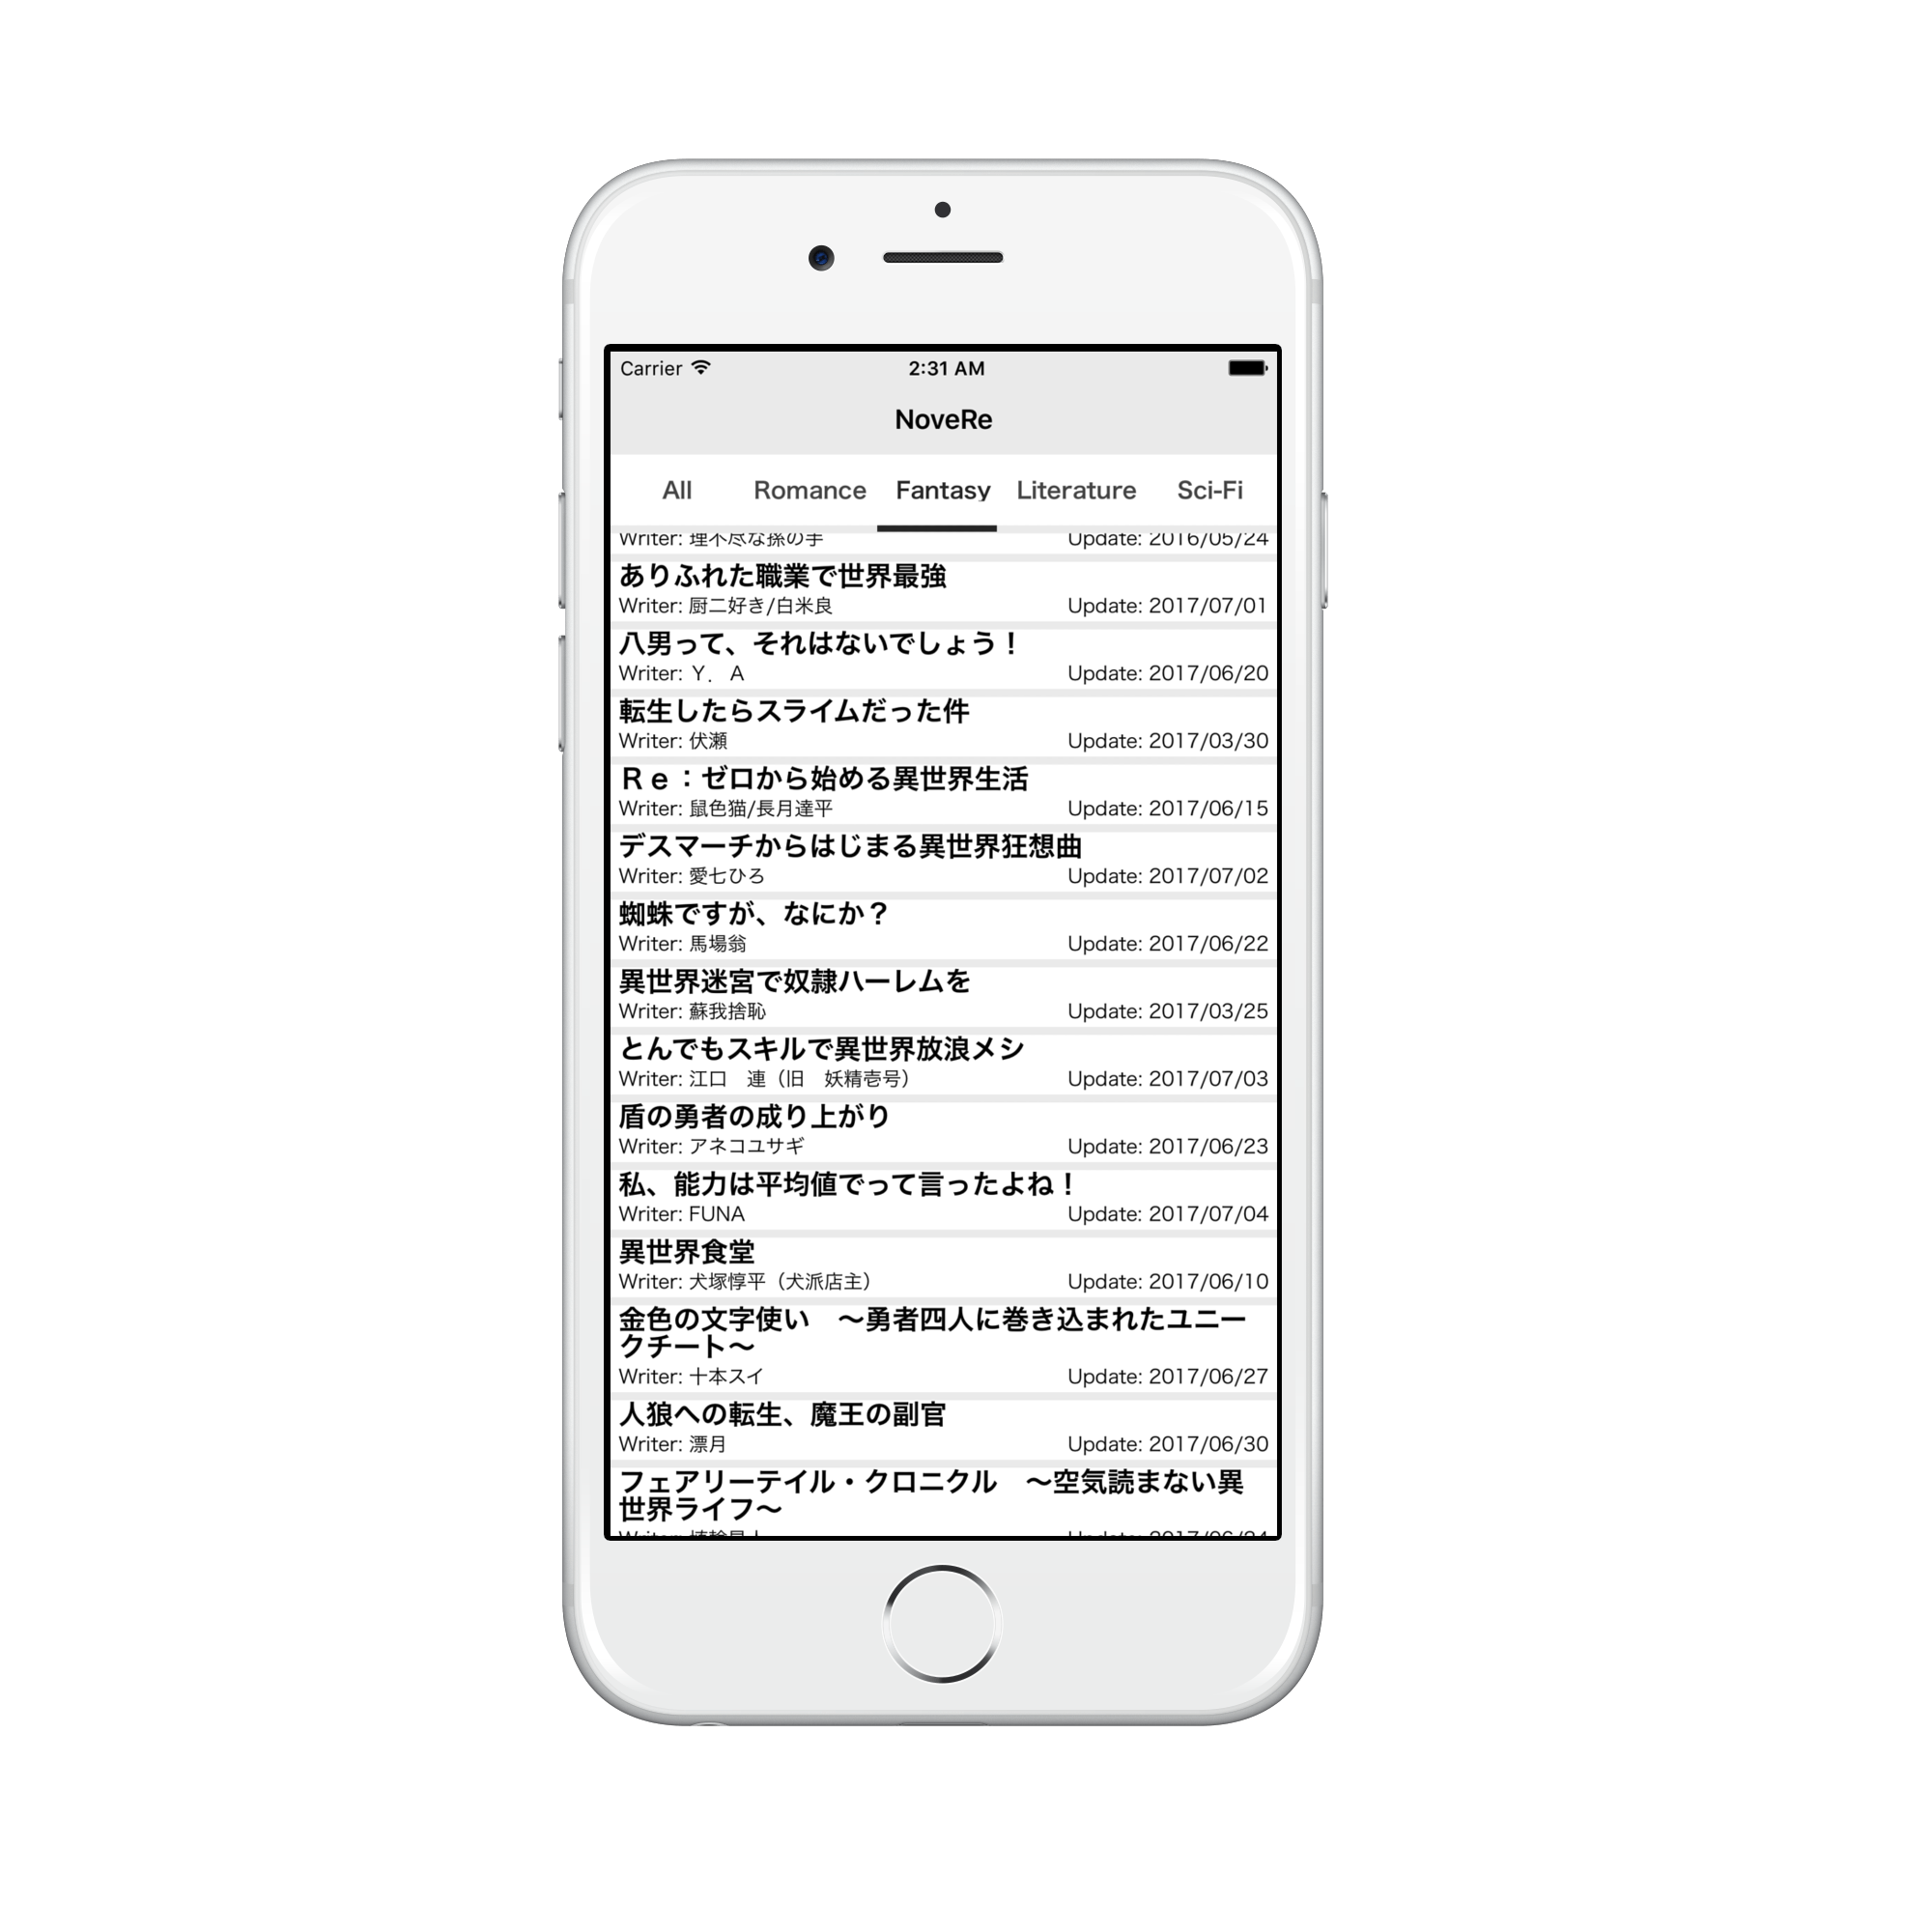 Carrier
2:31 AM
NoveRe
All Romance Fantasy Literature Sci-Fi
Writer: 理不尽な孫の手 Update: 2016/05/24
ありふれた職業で世界最強
Writer: 厨二好き/白米良 Update: 2017/07/01
八男って、それはないでしょう！
Writer: Ｙ．Ａ Update: 2017/06/20
転生したらスライムだった件
Writer: 伏瀬 Update: 2017/03/30
Ｒｅ：ゼロから始める異世界生活
Writer: 鼠色猫/長月達平 Update: 2017/06/15
デスマーチからはじまる異世界狂想曲
Writer: 愛七ひろ Update: 2017/07/02
蜘蛛ですが、なにか？
Writer: 馬場翁 Update: 2017/06/22
異世界迷宮で奴隷ハーレムを
Writer: 蘇我捨恥 Update: 2017/03/25
とんでもスキルで異世界放浪メシ
Writer: 江口　連（旧　妖精壱号） Update: 2017/07/03
盾の勇者の成り上がり
Writer: アネコユサギ Update: 2017/06/23
私、能力は平均値でって言ったよね！
Writer: FUNA Update: 2017/07/04
異世界食堂
Writer: 犬塚惇平（犬派店主） Update: 2017/06/10
金色の文字使い　～勇者四人に巻き込まれたユニー
クチート～
Writer: 十本スイ Update: 2017/06/27
人狼への転生、魔王の副官
Writer: 漂月 Update: 2017/06/30
フェアリーテイル・クロニクル　～空気読まない異
世界ライフ～